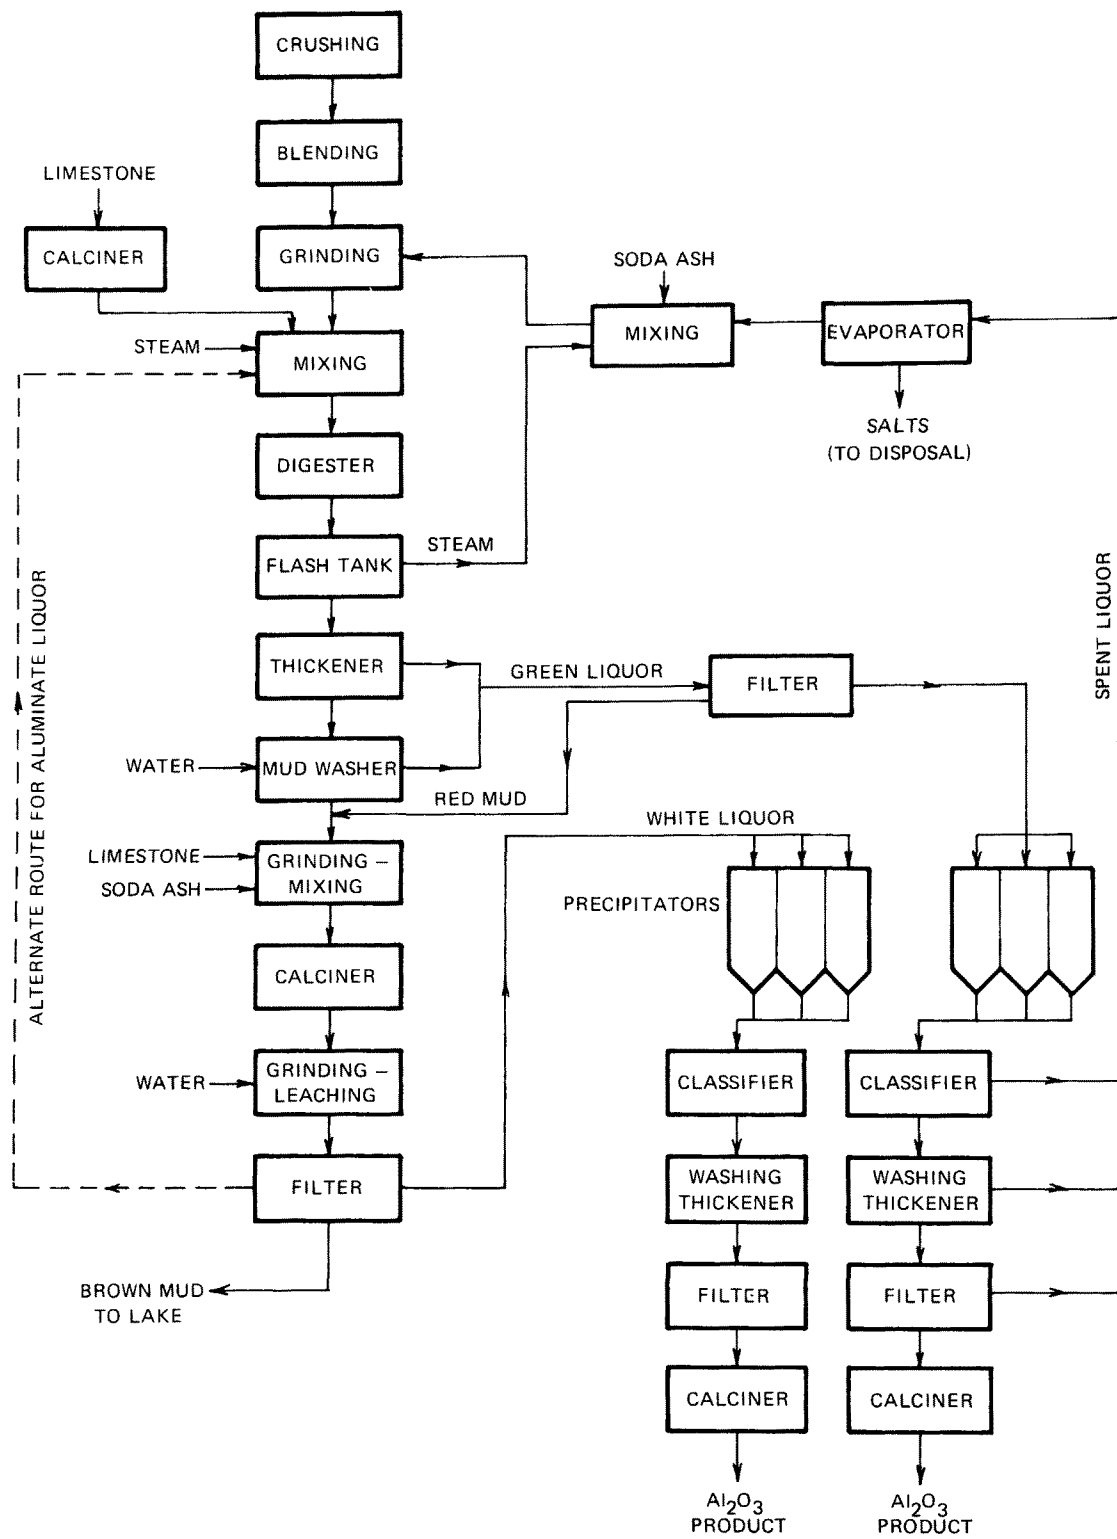 CRUSHING
BLENDING
LIMESTONE
CALCINER
GRINDING
SODA ASH
STEAM
MIXING
MIXING
EVAPORATOR
SALTS
(TO DISPOSAL)
DIGESTER
STEAM
FLASH TANK
ALTERNATE ROUTE FOR ALUMINATE LIQUOR
SPENT LIQUOR
THICKENER
GREEN LIQUOR
FILTER
WATER
MUD WASHER
RED MUD
WHITE LIQUOR
LIMESTONE
SODA ASH
GRINDING –
MIXING
PRECIPITATORS
CALCINER
WATER
GRINDING –
LEACHING
CLASSIFIER
CLASSIFIER
FILTER
WASHING
THICKENER
WASHING
THICKENER
BROWN MUD
TO LAKE
FILTER
FILTER
CALCINER
CALCINER
Al2O3
PRODUCT
Al2O3
PRODUCT